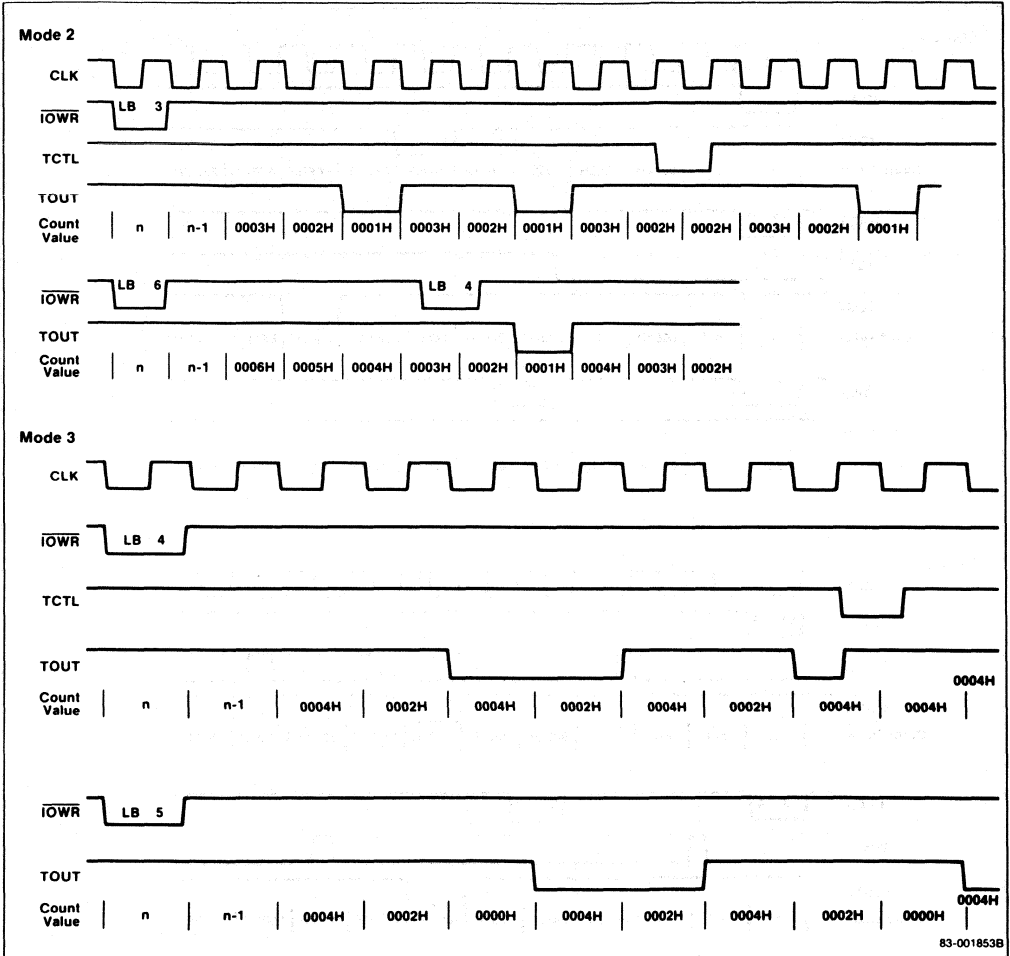 Mode 2
CLK
IOWR
LB 3
TCTL
TOUT
Count Value
n n-1 0003H 0002H 0001H 0003H 0002H 0001H 0003H 0002H 0002H 0003H 0002H 0001H
IOWR
LB 6 LB 4
TOUT
Count Value
n n-1 0006H 0005H 0004H 0003H 0002H 0001H 0004H 0003H 0002H
Mode 3
CLK
IOWR
LB 4
TCTL
TOUT
0004H
Count Value
n n-1 0004H 0002H 0004H 0002H 0004H 0002H 0004H 0004H
IOWR
LB 5
TOUT
0004H
Count Value
n n-1 0004H 0002H 0000H 0004H 0002H 0004H 0002H 0000H
83-001853B